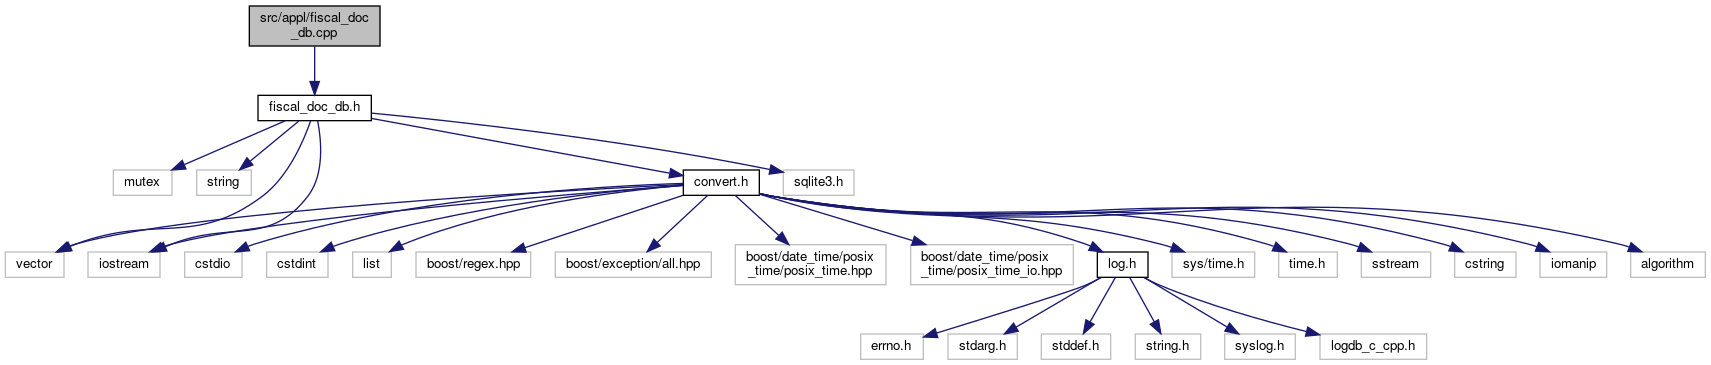 src/appl/fiscal_doc
_db.cpp
fiscal_doc_db.h
mutex
string
convert.h
sqlite3.h
vector
iostream
cstdio
cstdint
list
boost/regex.hpp
boost/exception/all.hpp
boost/date_time/posix
_time/posix_time.hpp
boost/date_time/posix
_time/posix_time_io.hpp
log.h
sys/time.h
time.h
sstream
cstring
iomanip
algorithm
errno.h
stdarg.h
stddef.h
string.h
syslog.h
logdb_c_cpp.h